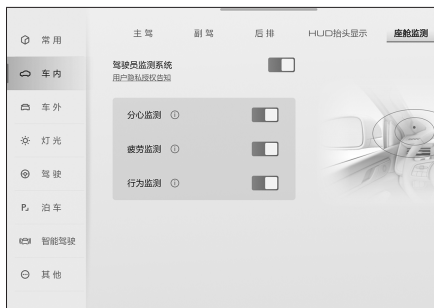 常用
车内
车外
灯光
驾驶
P 泊车
智能驾驶
其他
主驾 副驾 后排 HUD抬头显示 座舱监测
驾驶员监测系统
用户隐私授权告知
分心监测
疲劳监测
行为监测